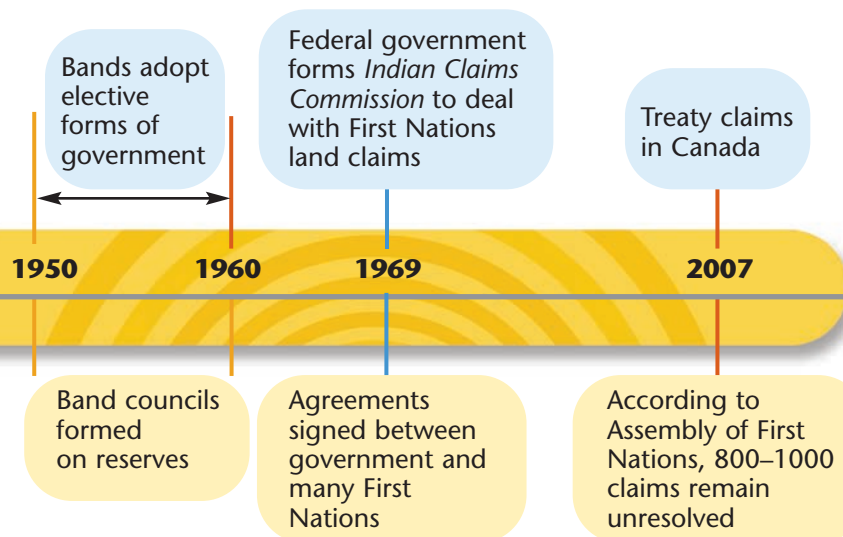 Bands adopt
elective
forms of
government
Federal government
forms Indian Claims
Commission to deal
with First Nations
land claims
Treaty claims
in Canada
1950
1960
1969
2007
Band councils
formed
on reserves
Agreements
signed between
government and
many First
Nations
According to
Assembly of First
Nations, 800–1000
claims remain
unresolved